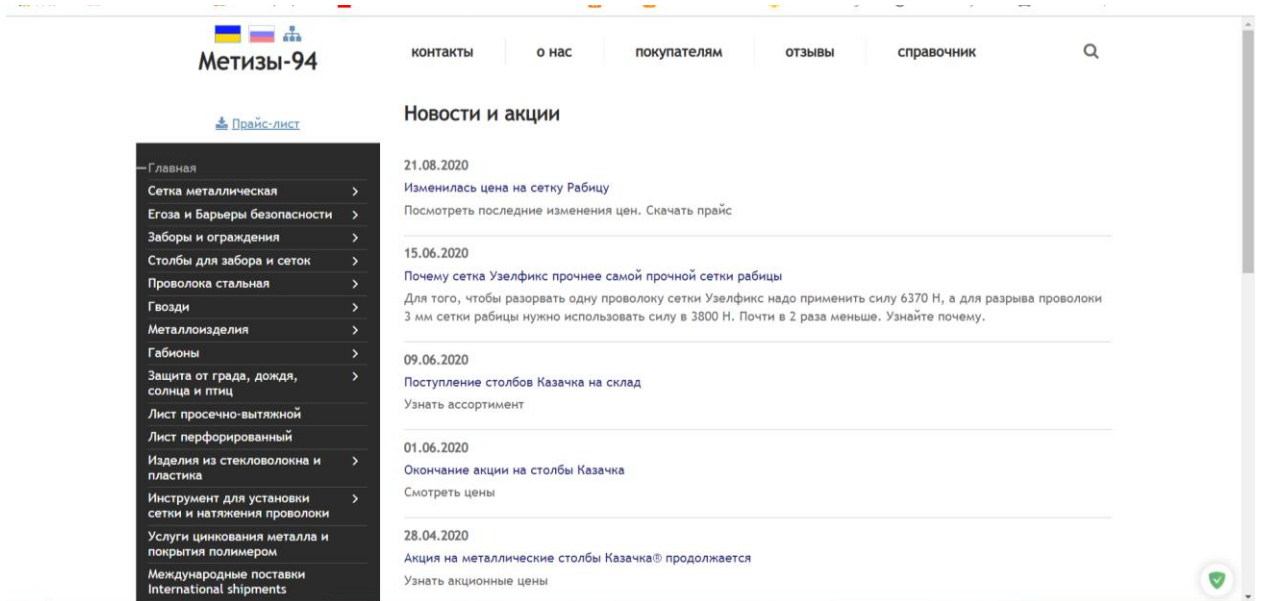 Метизы-94
контакты
о нас
покупателям
отзывы
справочник
Прайс-лист
Главная
Сетка металлическая
Егоза и Барьеры безопасности
Заборы и ограждения
Столбы для забора и сеток
Проволока стальная
Гвозди
Металлоизделия
Габионы
Защита от града, дождя,
солнца и птиц
Лист просечно-вытяжной
Лист перфорированный
Изделия из стекловолокна и
пластика
Инструмент для установки
сетки и натяжения проволоки
Услуги цинкования металла и
покрытия полимером
Международные поставки
International shipments
Новости и акции
21.08.2020
Изменилась цена на сетку Рабицу
Посмотреть последние изменения цен. Скачать прайс
15.06.2020
Почему сетка Узелфикс прочнее самой прочной сетки рабицы
Для того, чтобы разорвать одну проволоку сетки Узелфикс надо применить силу 6370 Н, а для разрыва проволоки
3 мм сетки рабицы нужно использовать силу в 3800 Н. Почти в 2 раза меньше. Узнайте почему.
09.06.2020
Поступление столбов Казачка на склад
Узнать ассортимент
01.06.2020
Окончание акции на столбы Казачка
Смотреть цены
28.04.2020
Акция на металлические столбы Казачка® продолжается
Узнать акционные цены